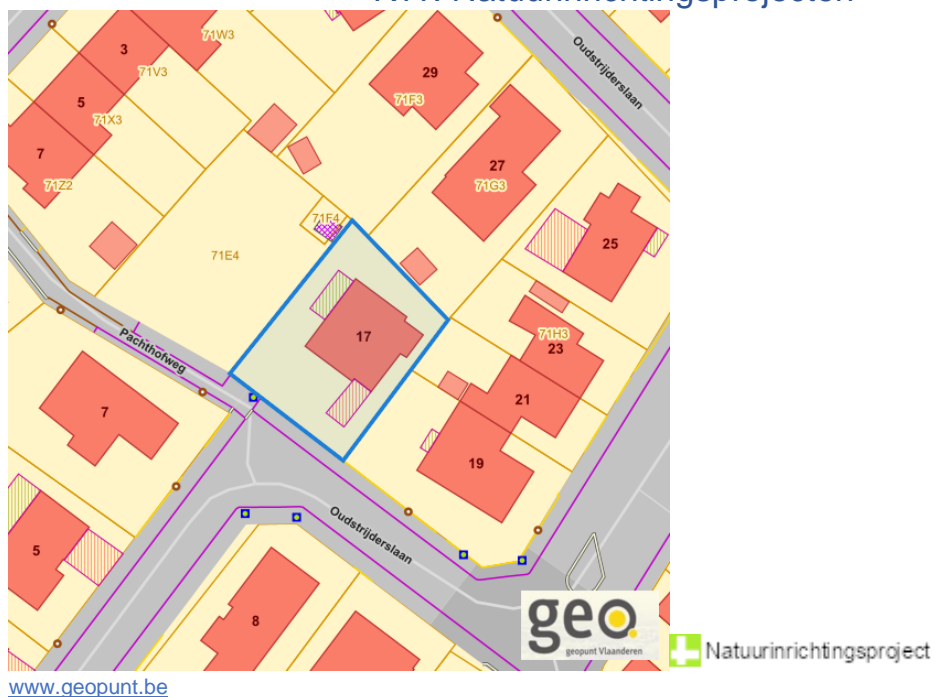 Natuurinrichtingsprojecten
71W3
3
71V3
5
71X3
7
71Z2
29
71F3
Oudstrijderslaan
27
71G3
25
71F4
71E4
17
71H3
23
21
19
Pachthofweg
7
5
8
Oudstrijderslaan
geo.
geopunt Vlaanderen
Natuurinrichtingsproject
www.geopunt.be